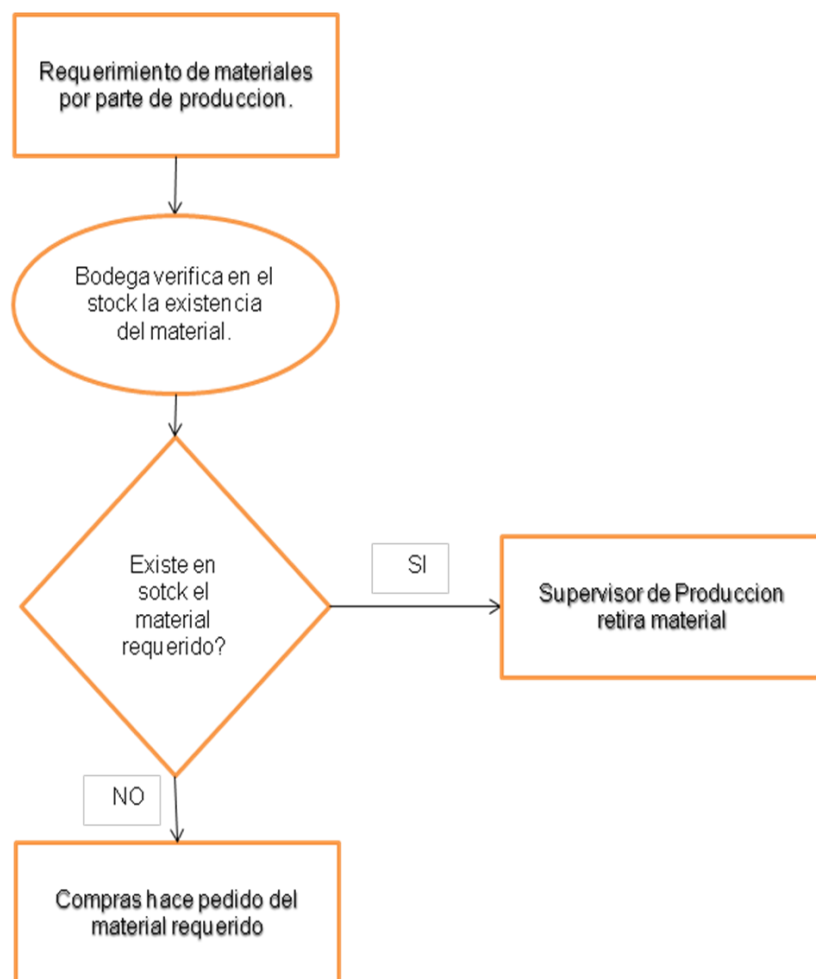 Requerimiento de materiales
por parte de produccion.
Bodega verifica en el
stock la existencia
del material.
Existe en
sotck el
material
requerido?
SI
Supervisor de Produccion
retira material
NO
Compras hace pedido del
material requerido